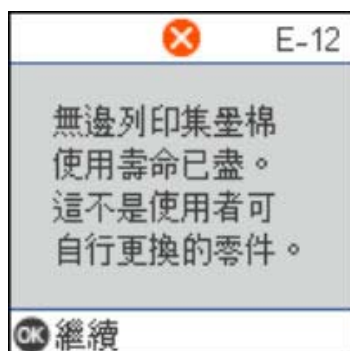 E-12
無邊列印集墨棉
使用壽命已盡。
這不是使用者可
自行更換的零件。
OK 繼續